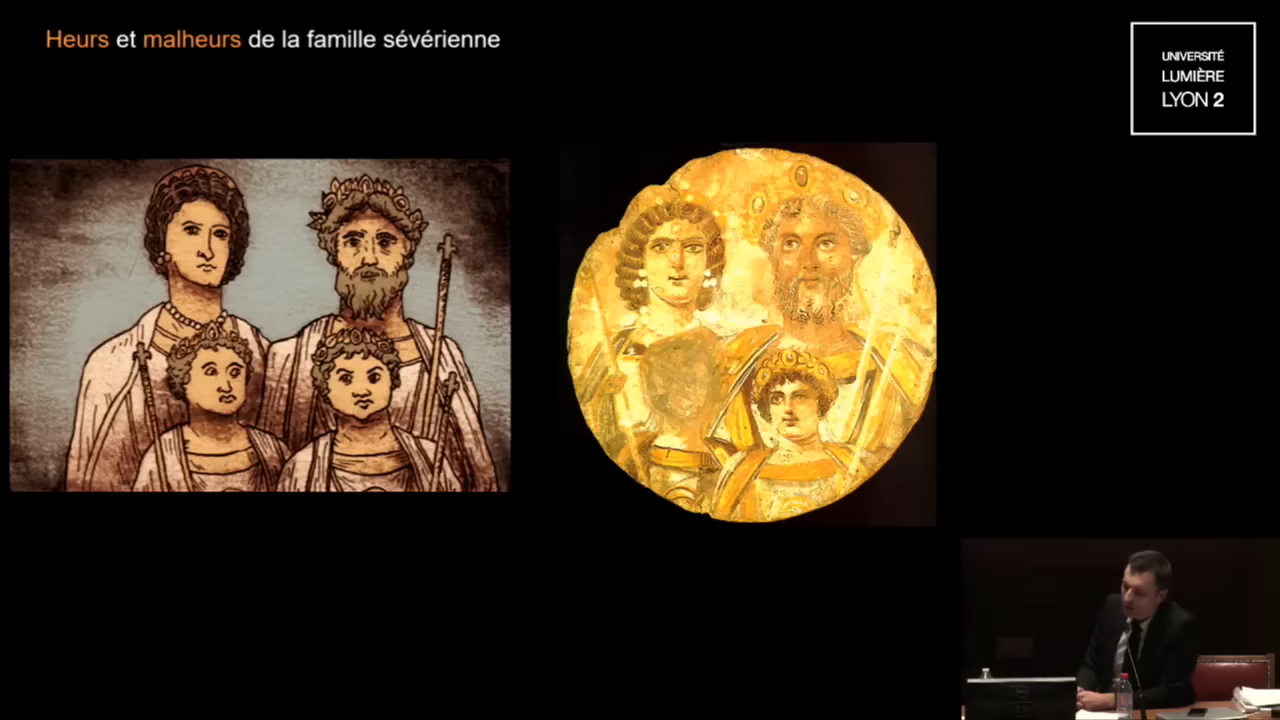 Heurs et malheurs de la famille sévérienne
UNIVERSITÉ
LUMIÈRE
LYON 2